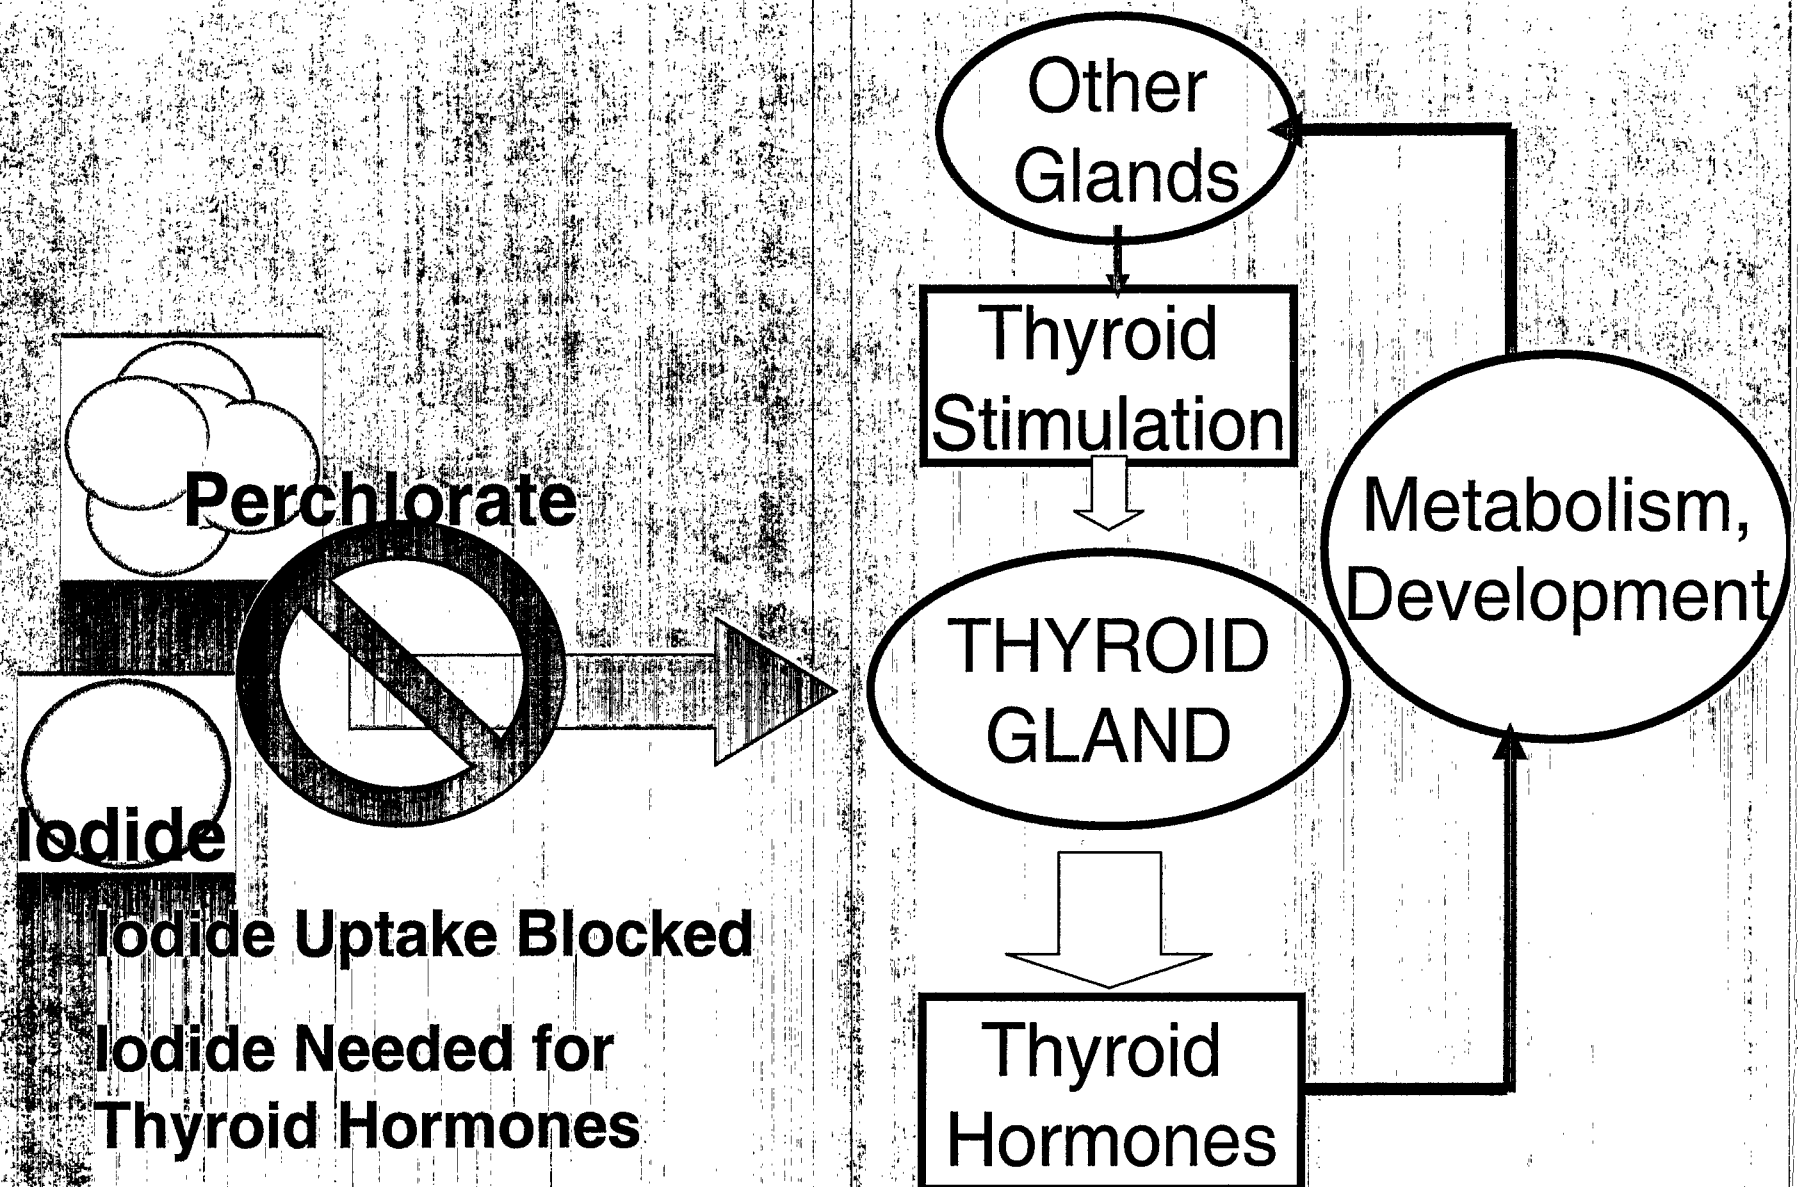 Other
Glands
Thyroid
Stimulation
Perchlorate
Metabolism,
Development
THYROID
GLAND
Iodide
Iodide Uptake Blocked
Iodide Needed for
Thyroid Hormones
Thyroid
Hormones